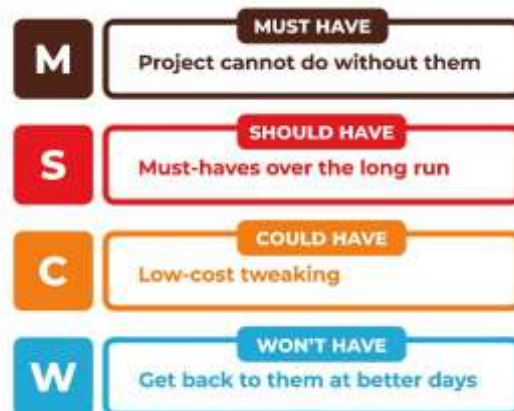 MUST HAVE
M
Project cannot do without them
SHOULD HAVE
S
Must-haves over the long run
COULD HAVE
C
Low-cost tweaking
WON'T HAVE
W
Get back to them at better days